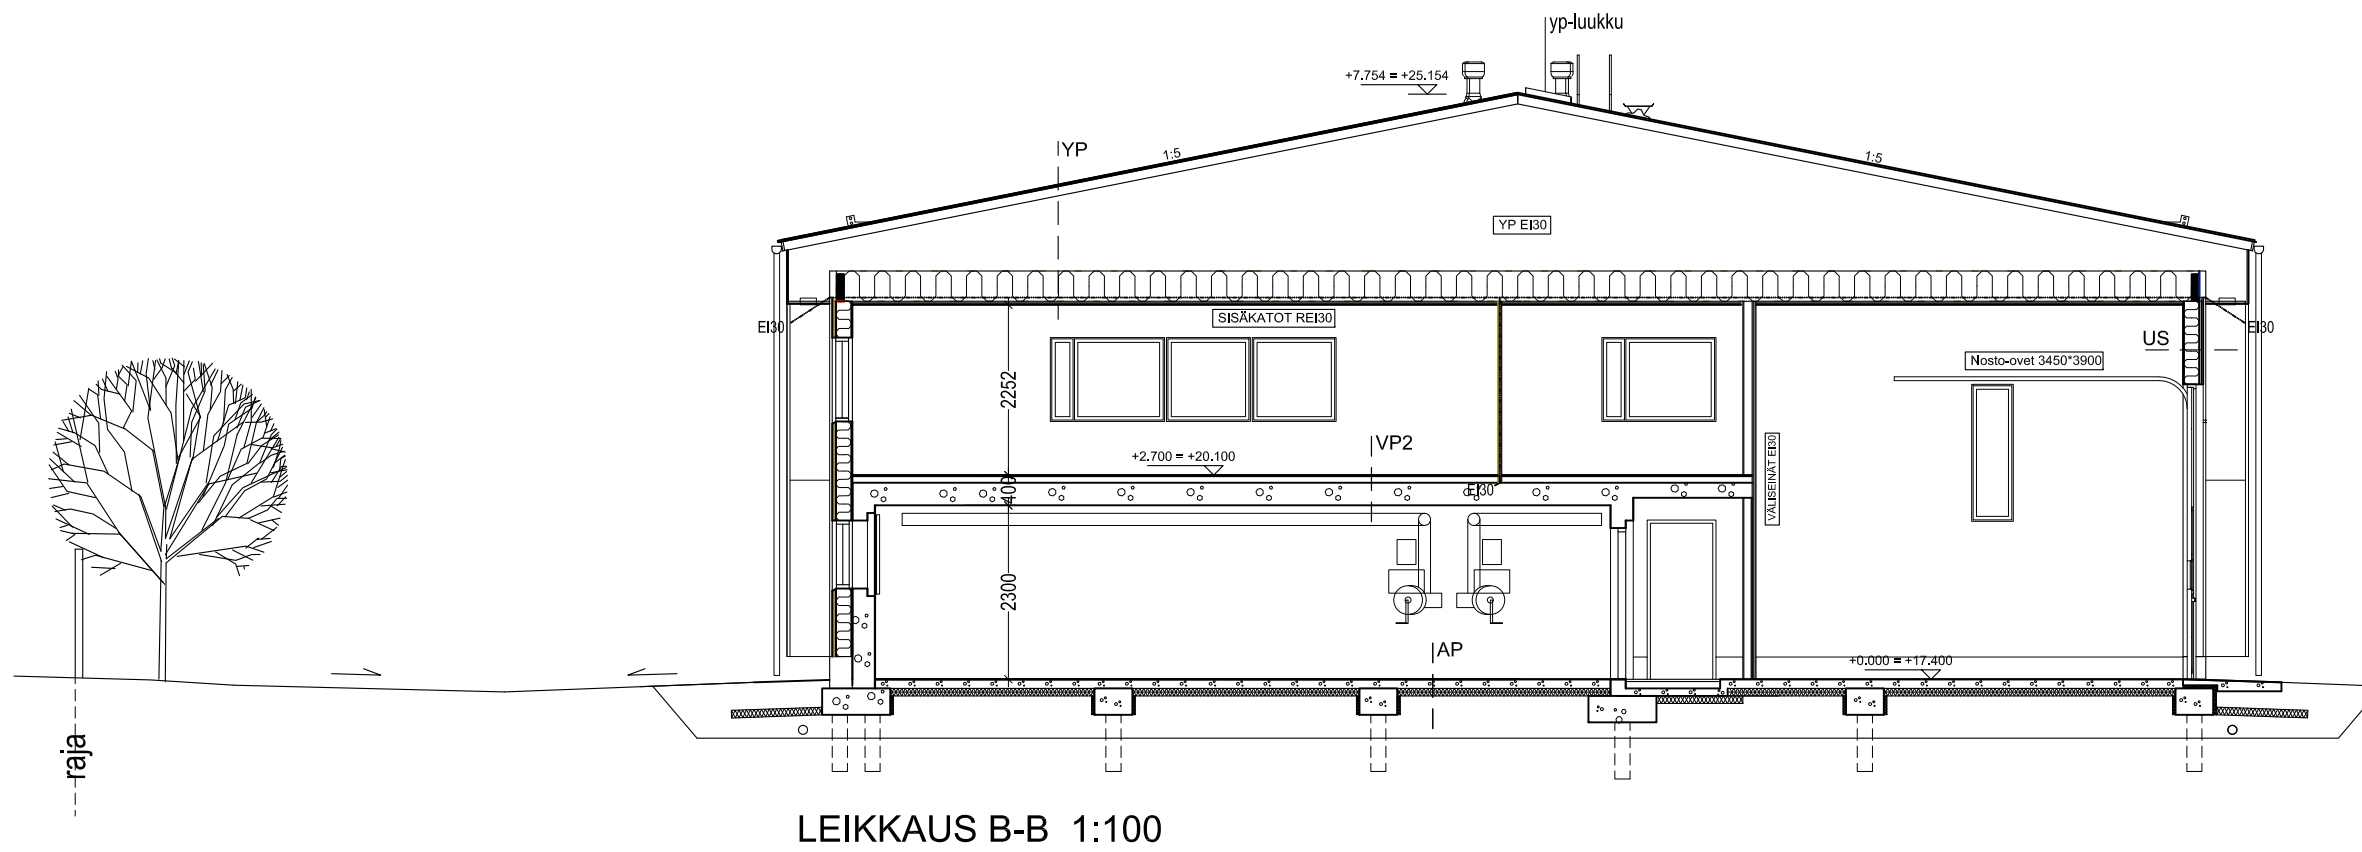 yp-luukku
+7.754 = +25.154
YP
1:5
1:5
YP EI30
EI30
SISÄKATOT REI30
EI30
US
Nosto-ovet 3450*3900
2252
VP2
VÄLISEINÄT EI30
+2.700 = +20.100
400
EI30
2300
AP
+0.000 = +17.400
raja
LEIKKAUS B-B 1:100